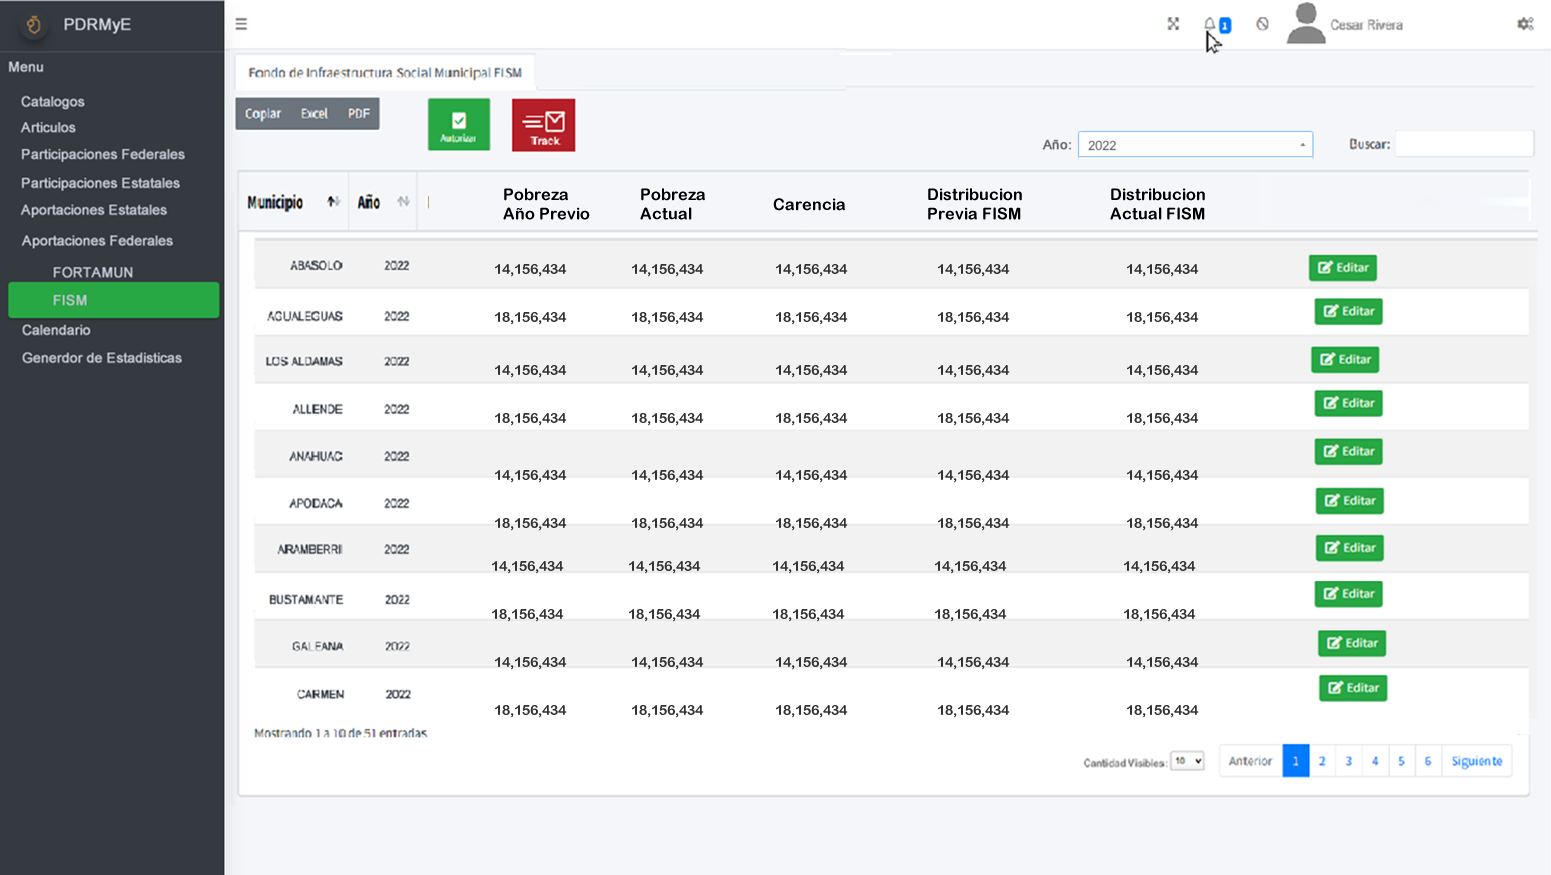 PDRMyE
1
Cesar Rivera
Menu
Catalogos
Articulos
Participaciones Federales
Participaciones Estatales
Aportaciones Estatales
Aportaciones Federales
FORTAMUN
FISM
Calendario
Generdor de Estadisticas
Fondo de Infraestructura Social Municipal FISM
Copiar Excel PDF
Autorizar
Track
Año: 2022
Buscar:
Municipio Año Pobreza Año Previo Pobreza Actual Carencia Distribucion Previa FISM Distribucion Actual FISM
ABASOLO 2022 14,156,434 14,156,434 14,156,434 14,156,434 14,156,434 Editar
AGUALEGUAS 2022 18,156,434 18,156,434 18,156,434 18,156,434 18,156,434 Editar
LOS ALDAMAS 2022 14,156,434 14,156,434 14,156,434 14,156,434 14,156,434 Editar
ALLENDE 2022 18,156,434 18,156,434 18,156,434 18,156,434 18,156,434 Editar
ANAHUAC 2022 14,156,434 14,156,434 14,156,434 14,156,434 14,156,434 Editar
APODACA 2022 18,156,434 18,156,434 18,156,434 18,156,434 18,156,434 Editar
ARAMBERRI 2022 14,156,434 14,156,434 14,156,434 14,156,434 14,156,434 Editar
BUSTAMANTE 2022 18,156,434 18,156,434 18,156,434 18,156,434 18,156,434 Editar
GALEANA 2022 14,156,434 14,156,434 14,156,434 14,156,434 14,156,434 Editar
CARMEN 2022 18,156,434 18,156,434 18,156,434 18,156,434 18,156,434 Editar
Mostrando 1 a 10 de 51 entradas
Cantidad Visibles: 10
Anterior 1 2 3 4 5 6 Siguiente